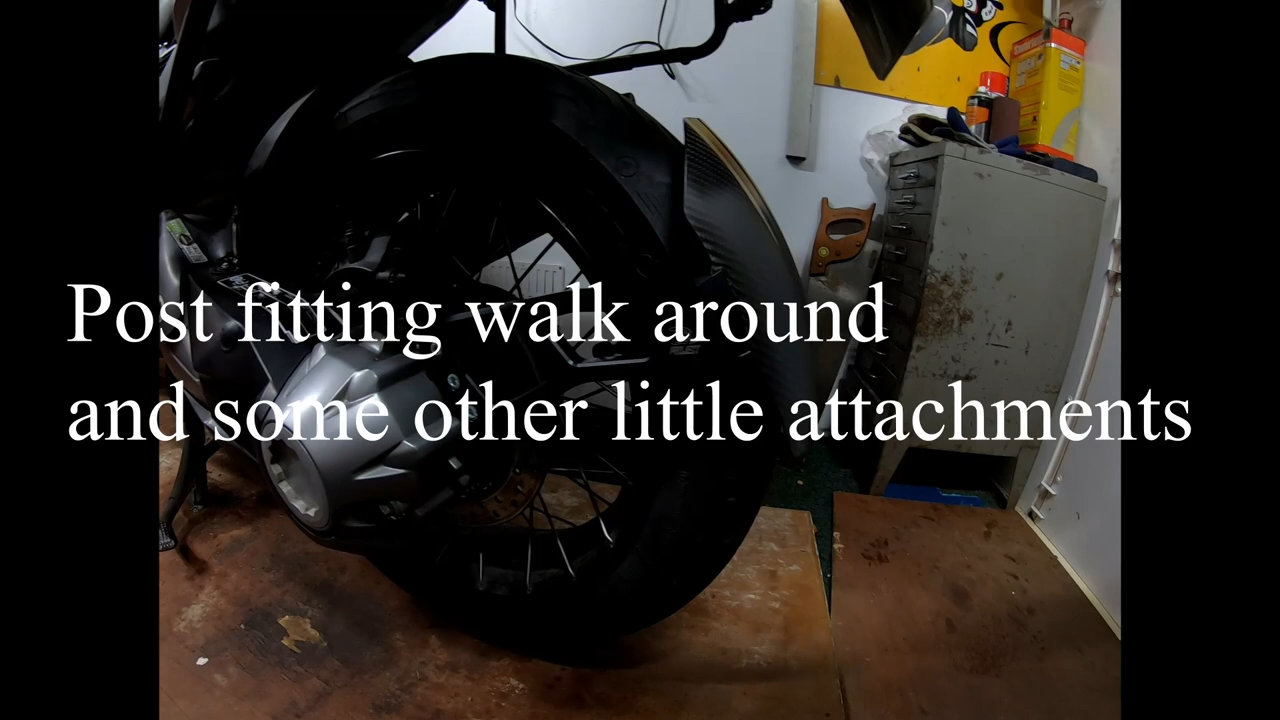 Post fitting walk around
and some other little attachments